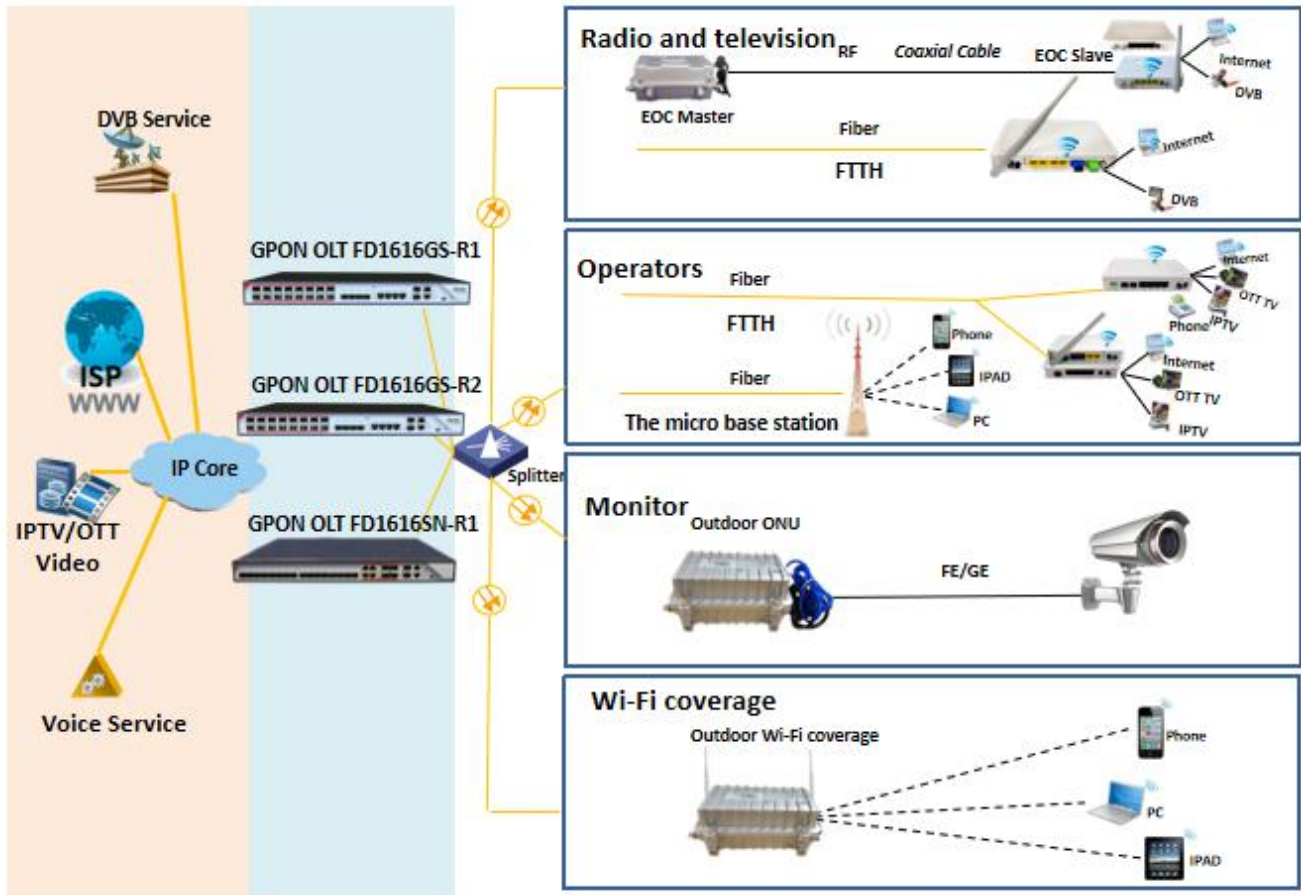 DVB Service
ISP
WWW
IP Core
IPTV/OTT
Video
Voice Service
GPON OLT FD1616GS-R1
GPON OLT FD1616GS-R2
GPON OLT FD1616SN-R1
Splitter
Radio and television
RF
Coaxial Cable
EOC Slave
Internet
DVB
EOC Master
Fiber
FTTH
Internet
DVB
Operators
Fiber
FTTH
Internet
OTT TV
IPTV
Phone
Phone
IPAD
PC
Internet
OTT TV
IPTV
Fiber
The micro base station
Monitor
Outdoor ONU
FE/GE
Wi-Fi coverage
Outdoor Wi-Fi coverage
Phone
PC
IPAD